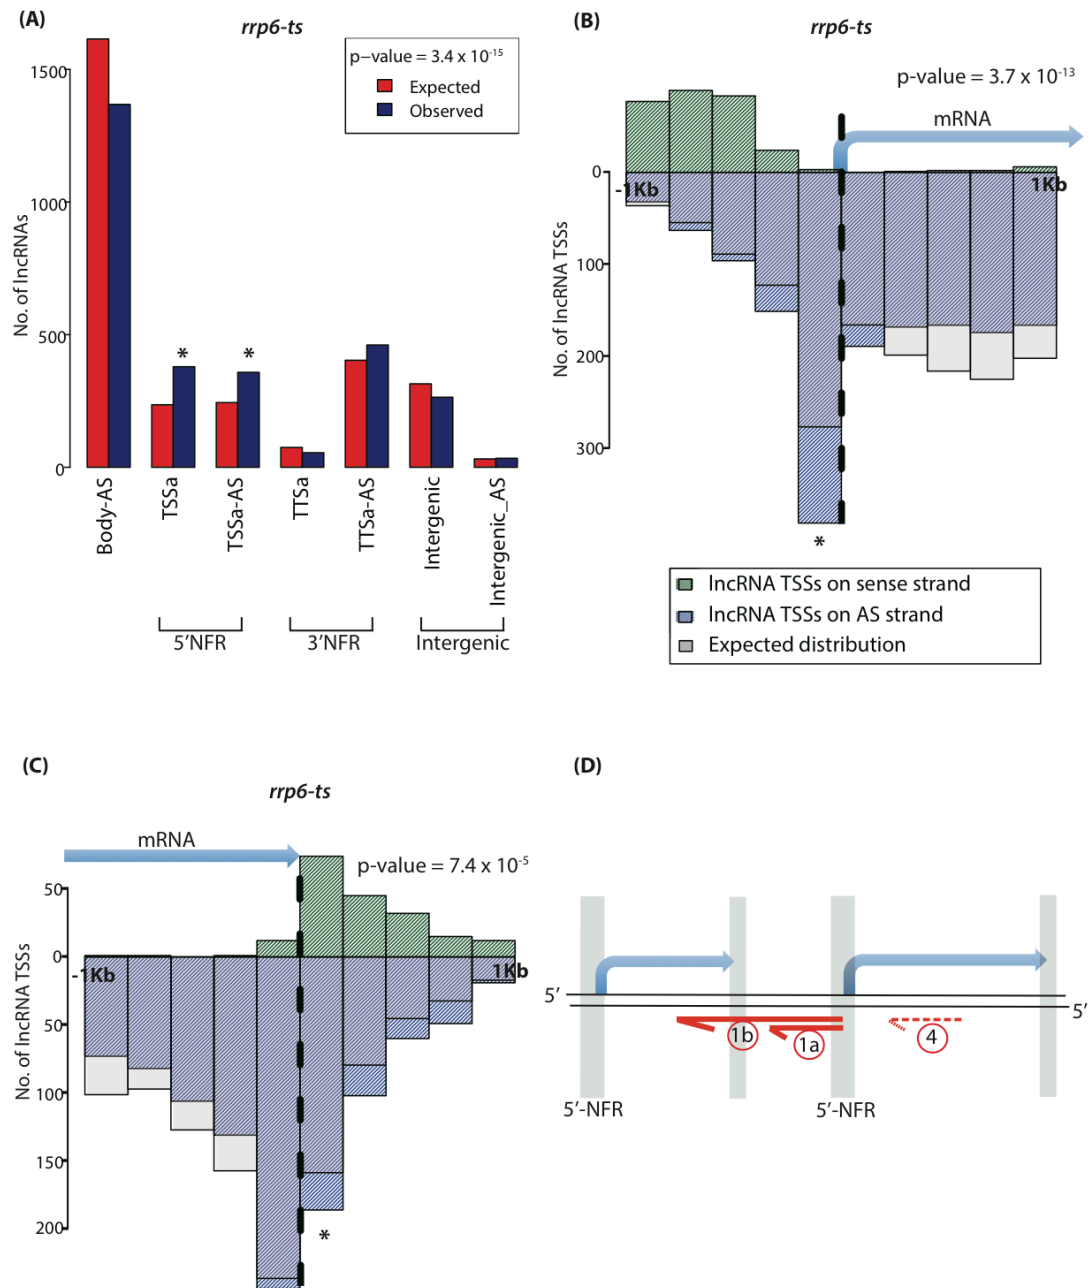 (A)
rrp6-ts
p-value = 3.4 x 10-15
Expected
Observed
No. of lncRNAs
1500
1000
500
0
Body-AS
TSSa
TSSa-AS
TTSa
TTSa-AS
Intergenic
Intergenic_AS
*
*
5'NFR
3'NFR
Intergenic
(B)
rrp6-ts
p-value = 3.7 x 10-13
mRNA
-1Kb
1Kb
No. of lncRNA TSSs
0
100
200
300
*
lncRNA TSSs on sense strand
lncRNA TSSs on AS strand
Expected distribution
(C)
rrp6-ts
mRNA
p-value = 7.4 x 10-5
-1Kb
1Kb
No. of lncRNA TSSs
50
0
50
100
150
200
*
(D)
5'
5'
1b
1a
4
5'-NFR
5'-NFR